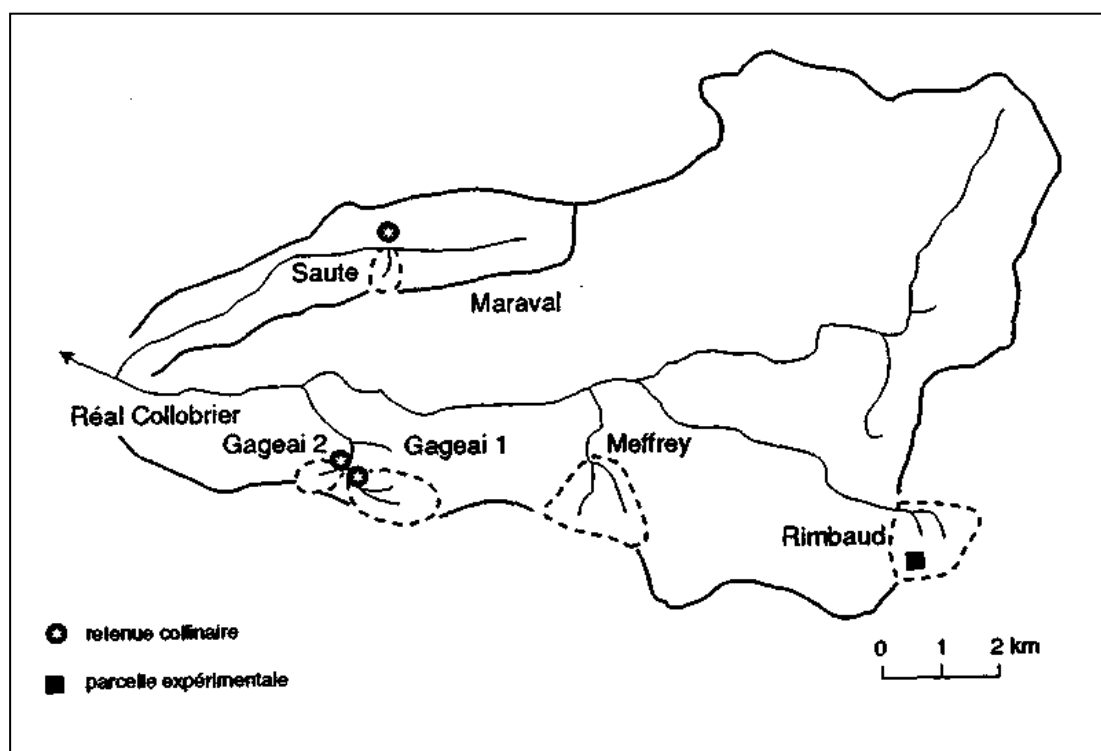 Saute
Maraval
Réal Collobrier
Gageai 2
Gageai 1
Meffrey
Rimbaud
retenue collinaire
parcelle expérimentale
0 1 2 km